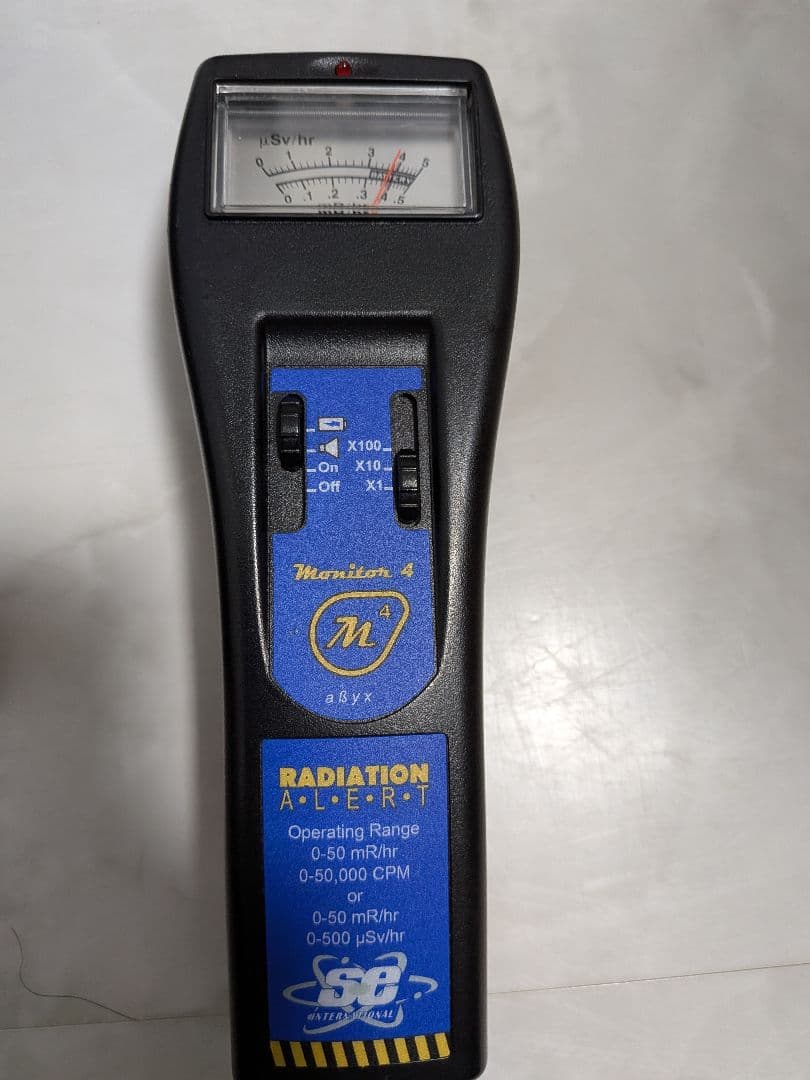 µSv/hr
0 1 2 3 4 5
BATTERY
0 .1 .2 .3 .4 .5
X100
On X10
Off X1
Monitor 4
M4
aßyx
RADIATION
A•L•E•R•T
Operating Range
0-50 mR/hr
0-50,000 CPM
or
0-50 mR/hr
0-500 µSv/hr
se
INTERNATIONAL